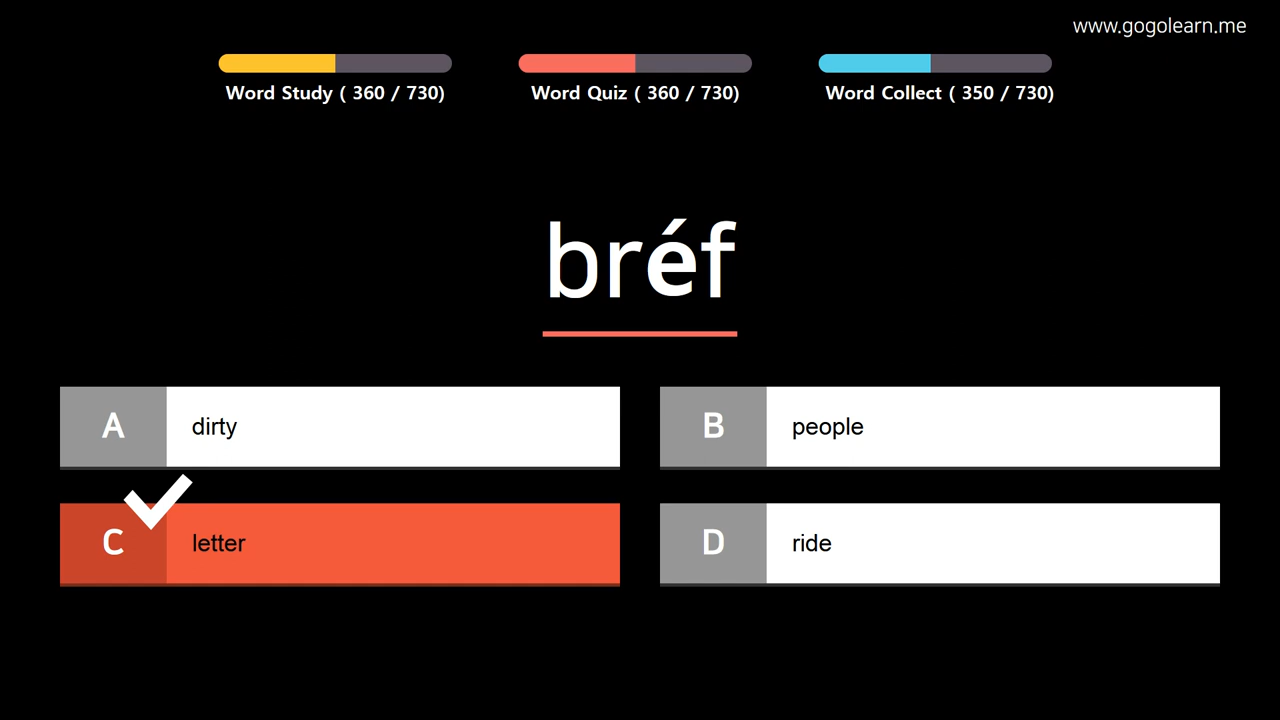 www.gogolearn.me
Word Study ( 360 / 730)
Word Quiz ( 360 / 730)
Word Collect ( 350 / 730)
bréf
A dirty
B people
C letter
D ride